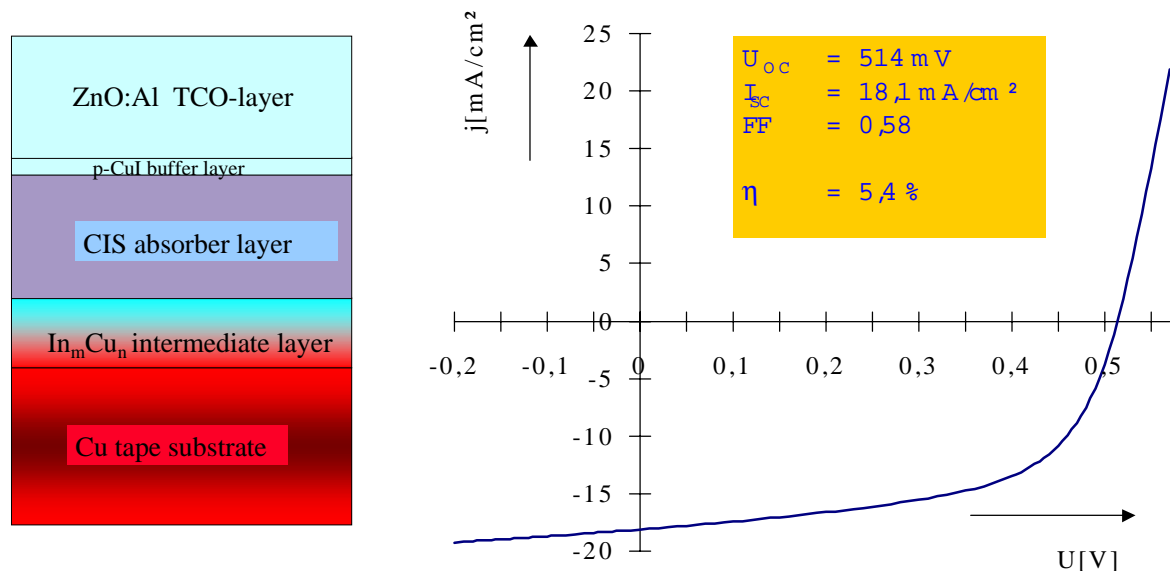 ZnO:Al TCO-layer
p-CuI buffer layer
CIS absorber layer
InmCun intermediate layer
Cu tape substrate
j[mA/cm²]
25
20
15
10
5
0
-5
-10
-15
-20
-0,2
-0,1
0
0,1
0,2
0,3
0,4
0,5
U[V]
UOC = 514 mV
ISC = 18,1 mA/cm²
FF = 0,58
η = 5,4 %